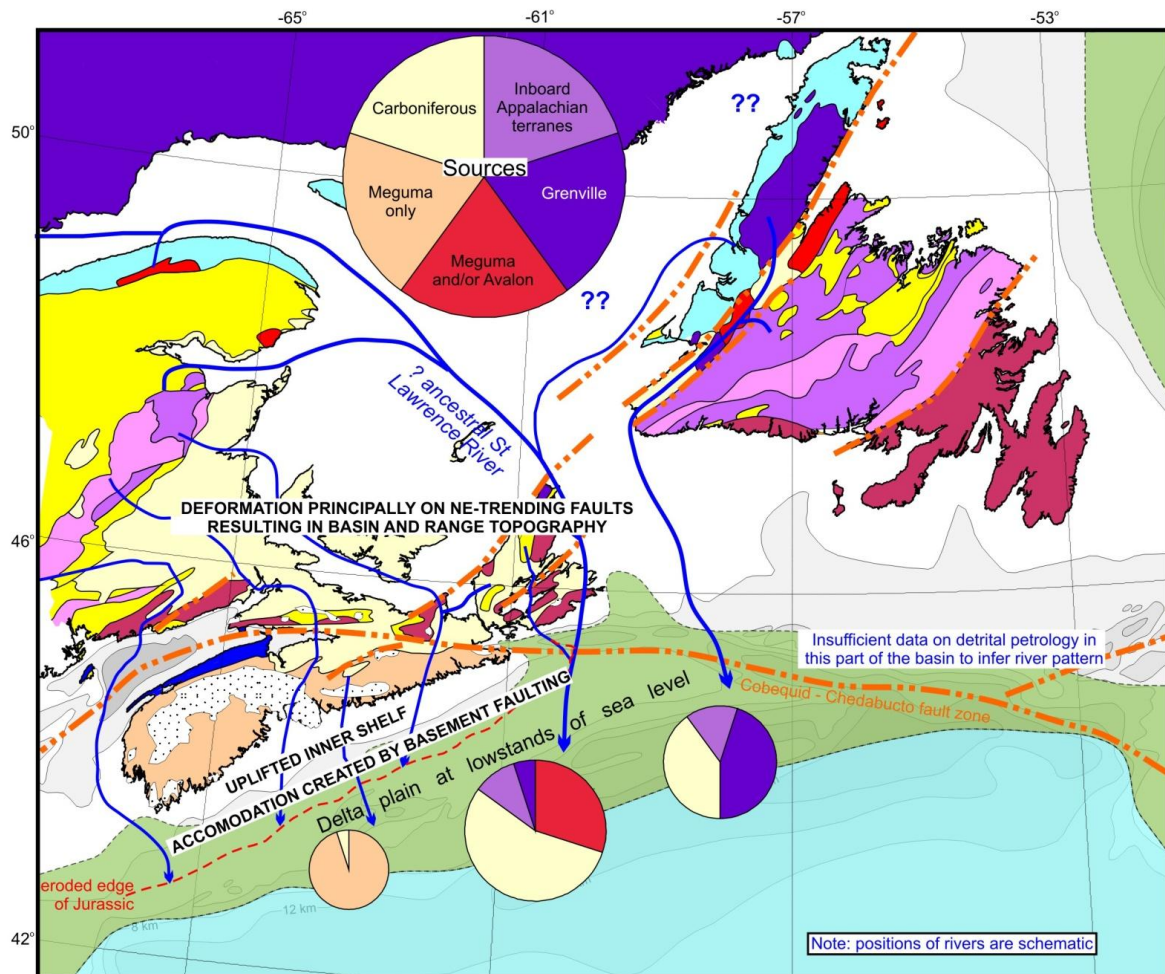 -65°
-61°
-57°
-53°
50°
46°
42°
Carboniferous
Inboard
Appalachian
terranes
Sources
Meguma
only
Grenville
Meguma
and/or Avalon
??
??
? ancestral St
Lawrence River
DEFORMATION PRINCIPALLY ON NE-TRENDING FAULTS
RESULTING IN BASIN AND RANGE TOPOGRAPHY
Insufficient data on detrital petrology in
this part of the basin to infer river pattern
Cobequid - Chedabucto fault zone
UPLIFTED INNER SHELF
ACCOMODATION CREATED BY BASEMENT FAULTING
Delta plain at lowstands of sea level
eroded edge
of Jurassic
8 km
12 km
Note: positions of rivers are schematic